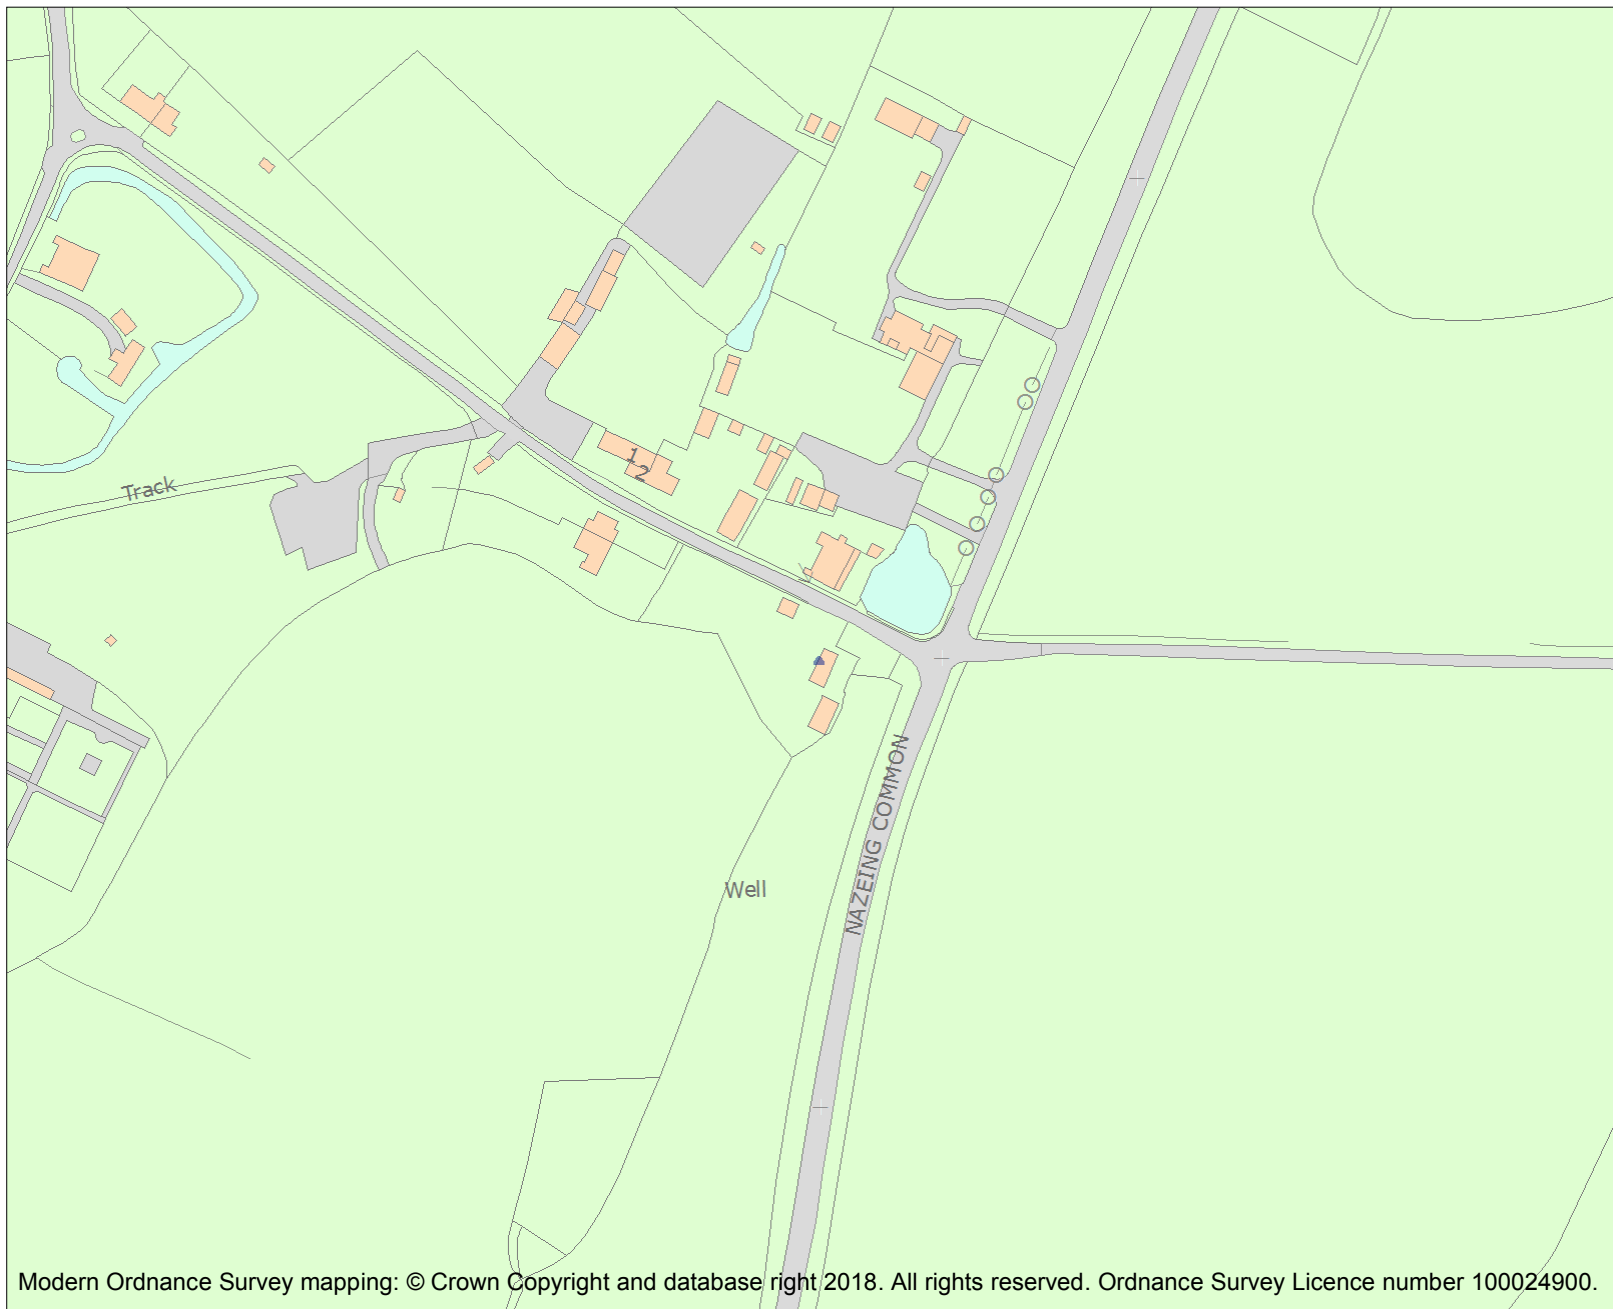 1
2
Track
NAZEING COMMON
Well
Modern Ordnance Survey mapping: © Crown Copyright and database right 2018. All rights reserved. Ordnance Survey Licence number 100024900.